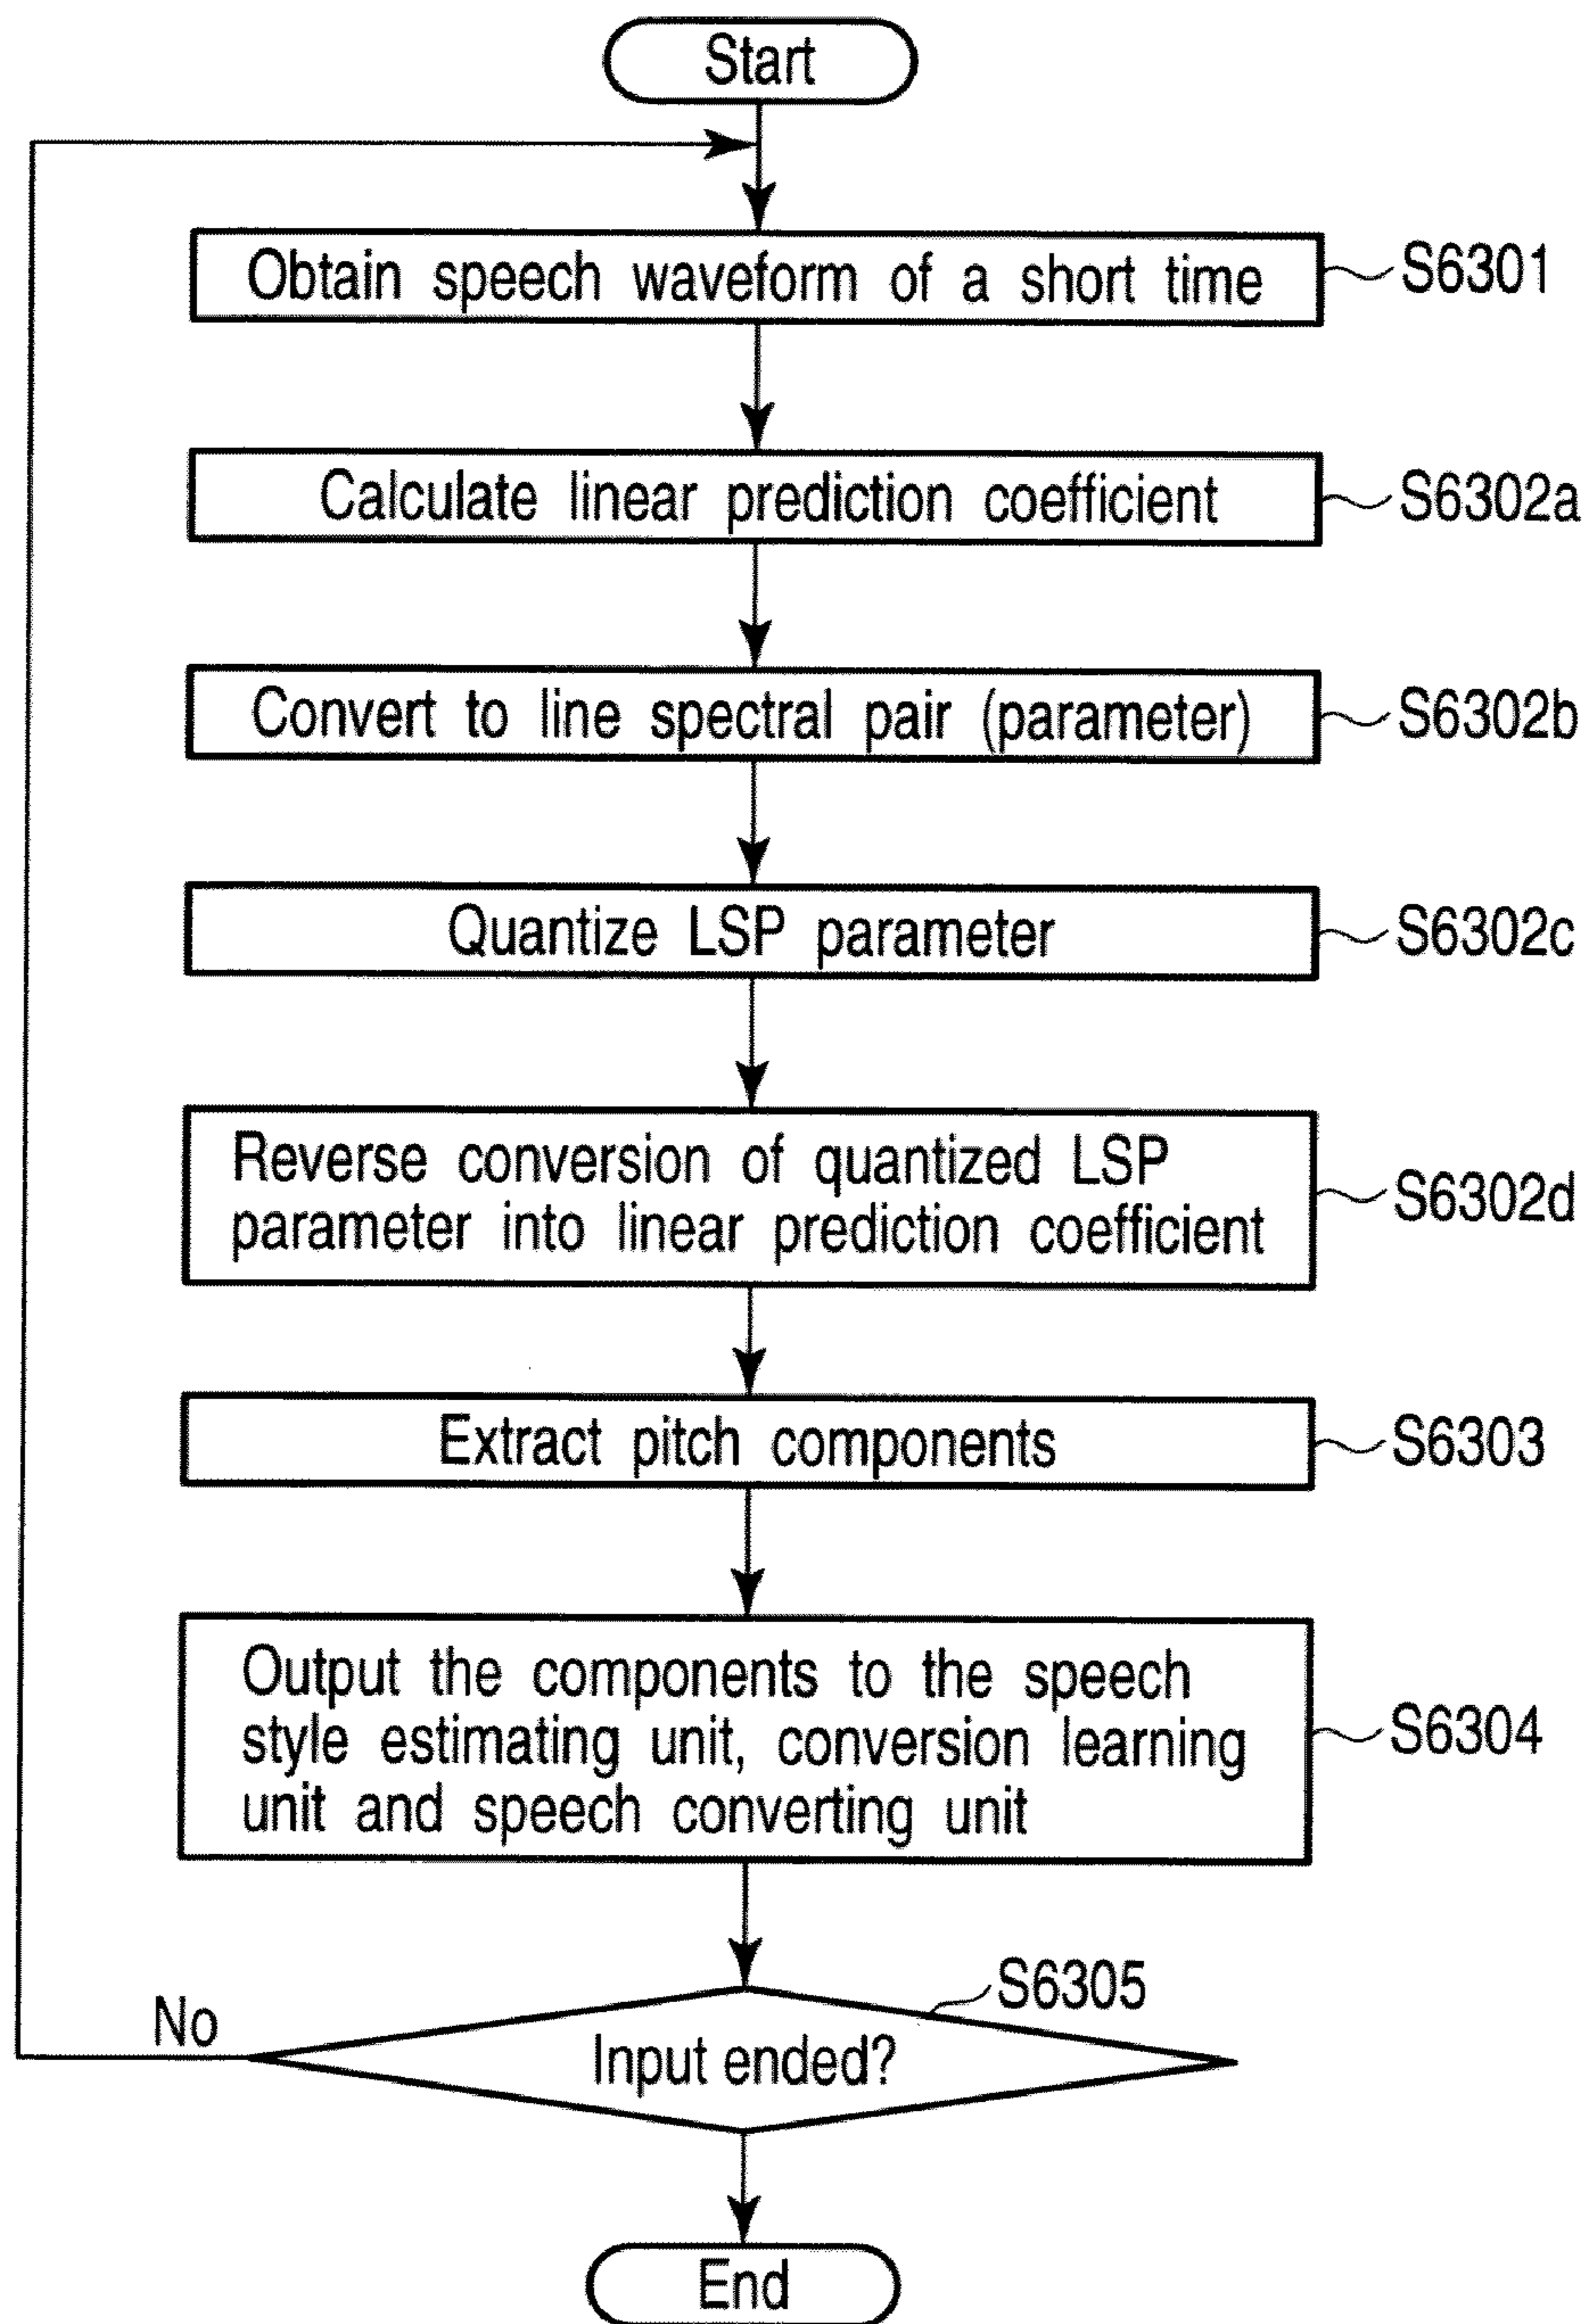 Start
Obtain speech waveform of a short time
S6301
Calculate linear prediction coefficient
S6302a
Convert to line spectral pair (parameter)
S6302b
Quantize LSP parameter
S6302c
Reverse conversion of quantized LSP
parameter into linear prediction coefficient
S6302d
Extract pitch components
S6303
Output the components to the speech
style estimating unit, conversion learning
unit and speech converting unit
S6304
S6305
No
Input ended?
End